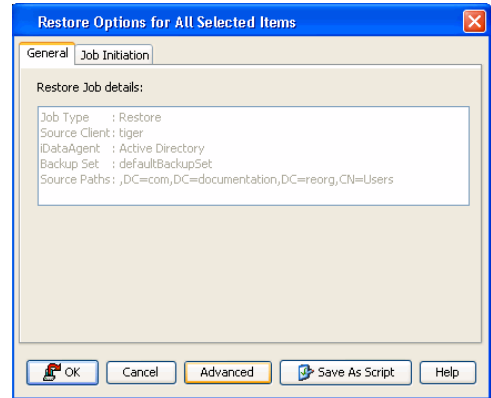 Restore Options for All Selected Items
General Job Initiation
Restore Job details:
Job Type : Restore
Source Client: tiger
iDataAgent : Active Directory
Backup Set : defaultBackupSet
Source Paths: ,DC=com,DC=documentation,DC=reorg,CN=Users
OK Cancel Advanced Save As Script Help